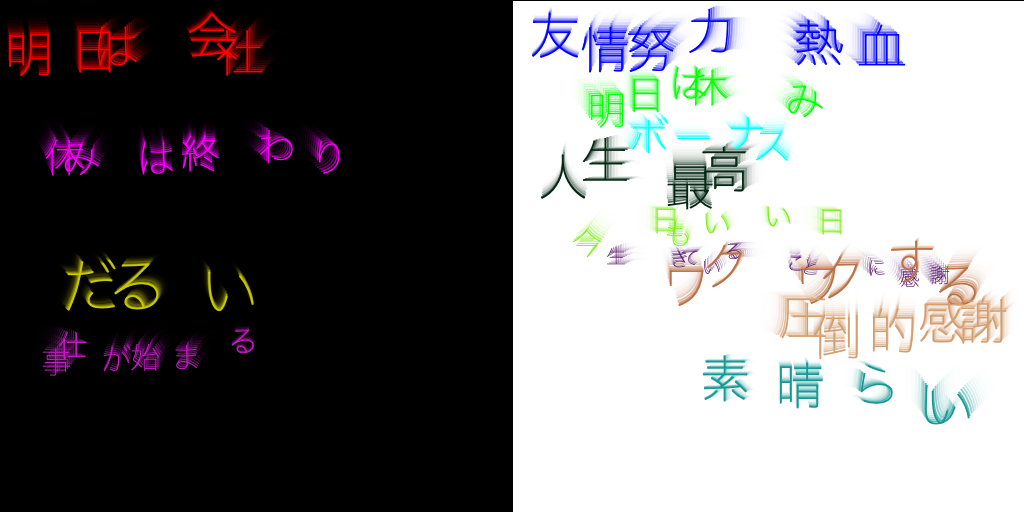 明日は会社
休みは終わり
だるい
仕事が始まる
友情努力熱血
明日は休み
ボーナス
人生最高
今日もいい日
生きていることに感謝
ワクワクする
圧倒的感謝
素晴らしい